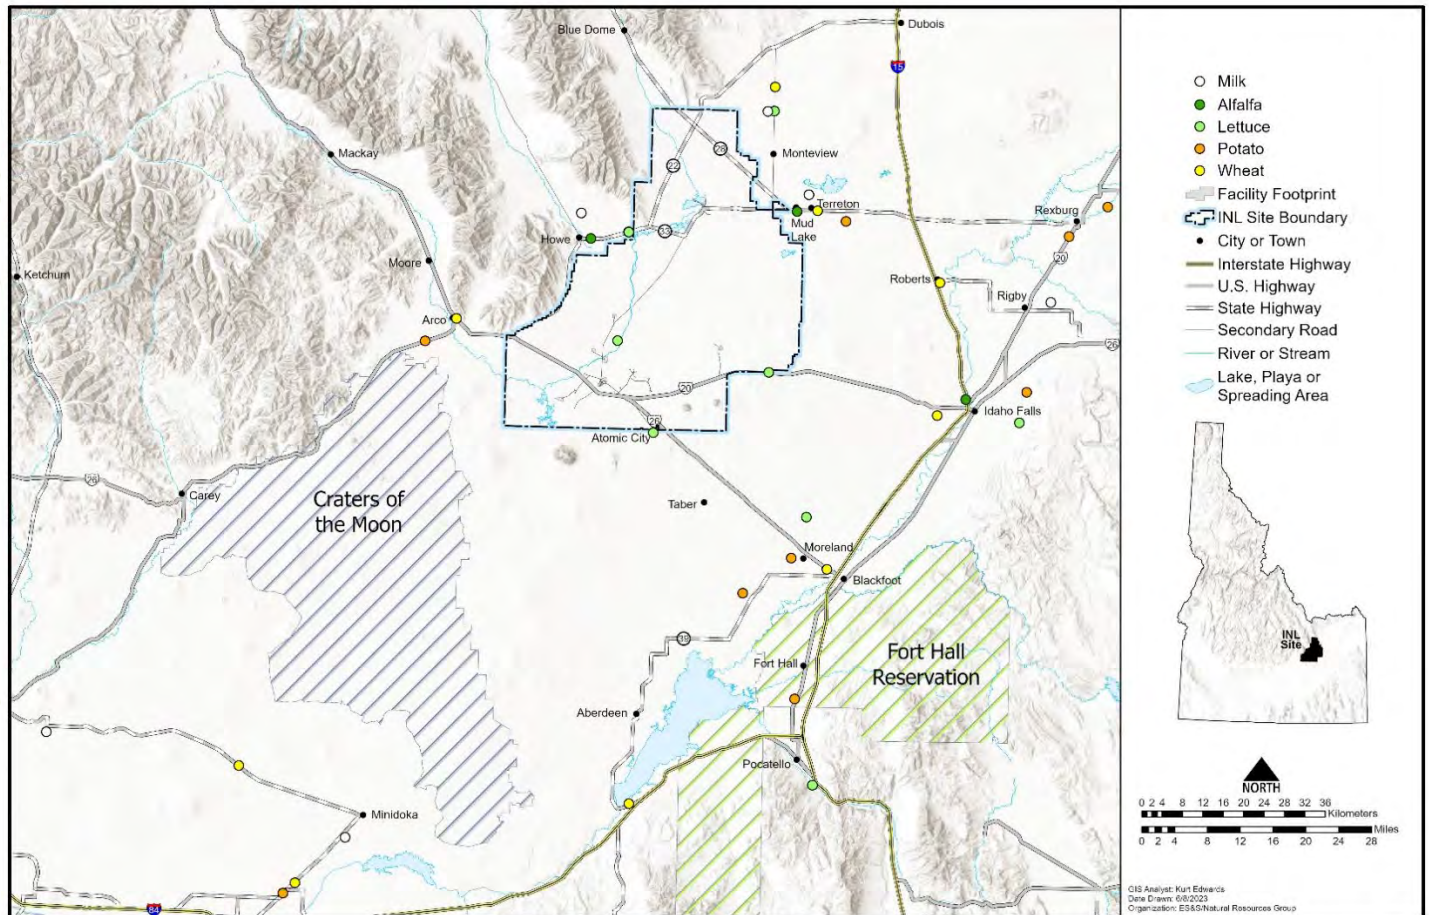 Blue Dome
Dubois
15
Mackay
22
28
Monteview
Terreton
Mud
Lake
Rexburg
Howe
33
Moore
Ketchum
20
Roberts
Rigby
Arco
26
20
Idaho Falls
26
Atomic City
26
Carey
Craters of
the Moon
Taber
Moreland
Blackfoot
39
Fort Hall
Fort Hall
Reservation
Aberdeen
Pocatello
Minidoka
84
Milk
Alfalfa
Lettuce
Potato
Wheat
Facility Footprint
INL Site Boundary
City or Town
Interstate Highway
U.S. Highway
State Highway
Secondary Road
River or Stream
Lake, Playa or
Spreading Area
INL
Site
NORTH
0 2 4 8 12 16 20 24 28 32 36
Kilometers
Miles
0 2 4 8 12 16 20 24 28
GIS Analyst: Kurt Edwards
Date Drawn: 6/8/2023
Organization: ES&S/Natural Resources Group